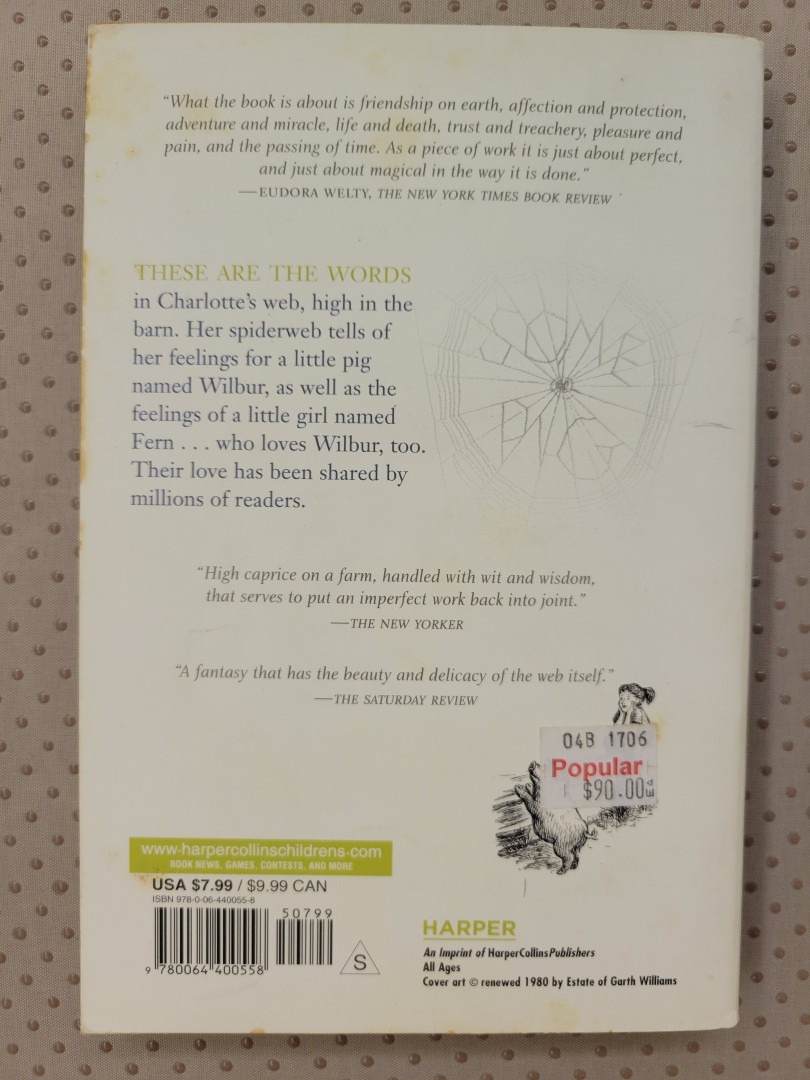 “What the book is about is friendship on earth, affection and protection,
adventure and miracle, life and death, trust and treachery, pleasure and
pain, and the passing of time. As a piece of work it is just about perfect,
and just about magical in the way it is done.”
—EUDORA WELTY, THE NEW YORK TIMES BOOK REVIEW
THESE ARE THE WORDS
in Charlotte’s web, high in the
barn. Her spiderweb tells of
her feelings for a little pig
named Wilbur, as well as the
feelings of a little girl named
Fern . . . who loves Wilbur, too.
Their love has been shared by
millions of readers.
SOME
PIG
“High caprice on a farm, handled with wit and wisdom,
that serves to put an imperfect work back into joint.”
—THE NEW YORKER
“A fantasy that has the beauty and delicacy of the web itself.”
—THE SATURDAY REVIEW
04B 1706
Popular
$90.00
www.harpercollinschildrens.com
BOOK NEWS, GAMES, CONTESTS, AND MORE
USA $7.99 / $9.99 CAN
ISBN 978-0-06-440055-8
50799
9 780064 400558
S
HARPER
An Imprint of HarperCollinsPublishers
All Ages
Cover art © renewed 1980 by Estate of Garth Williams